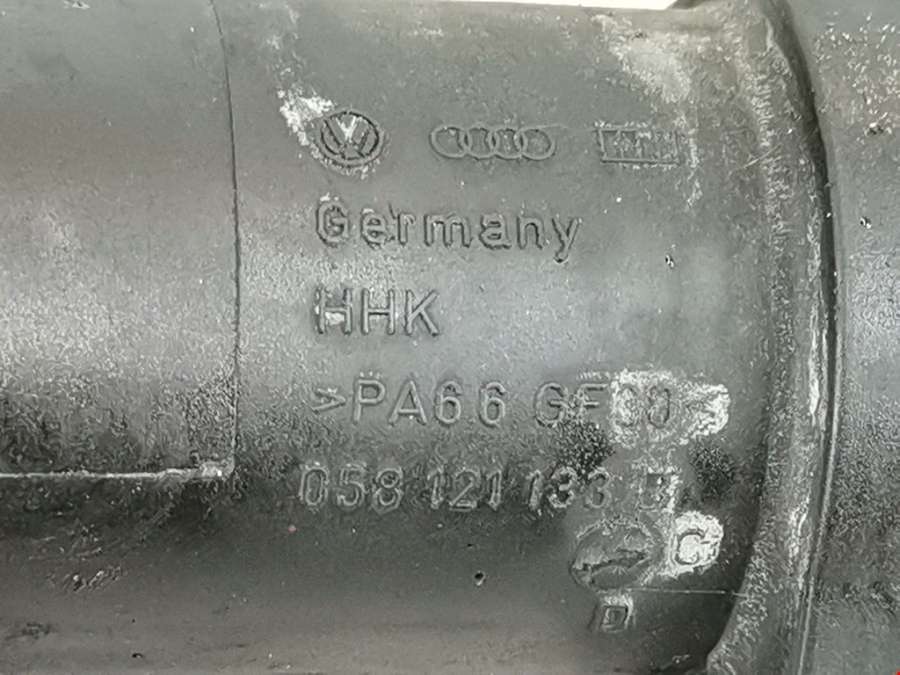 Germany
HHK
>PA66 GF30<
058 121 133 B
C
D